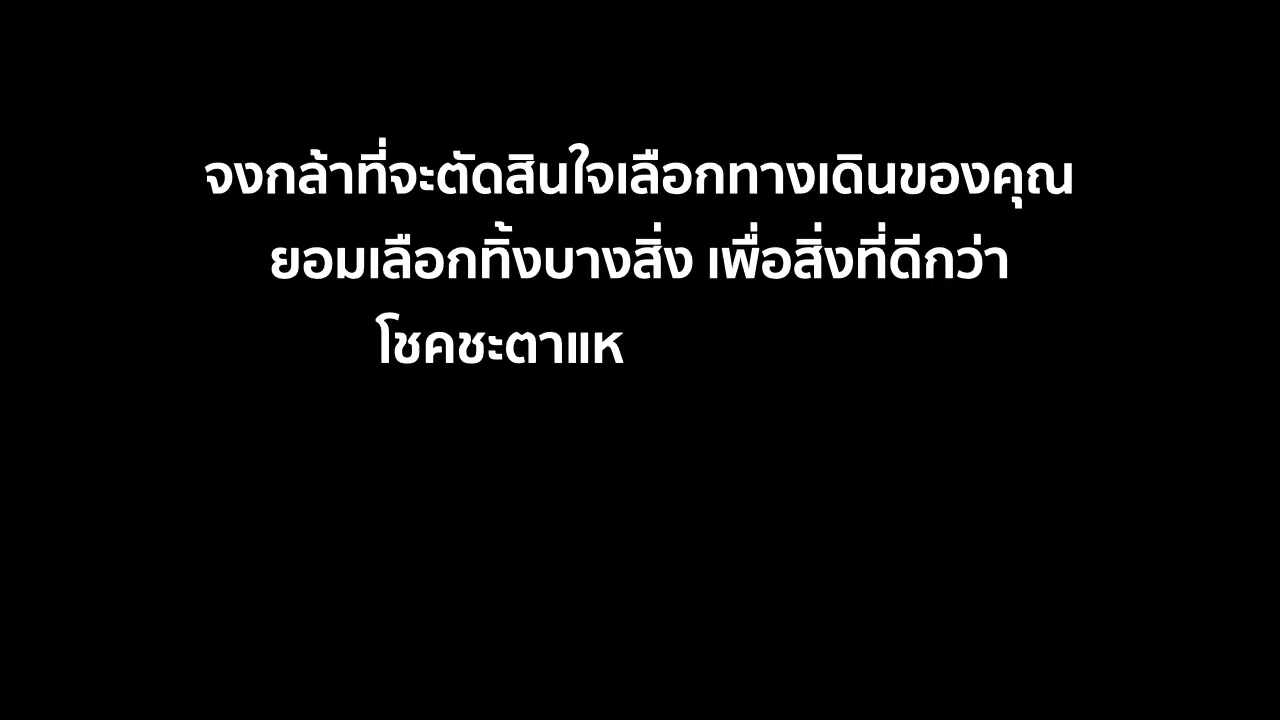 จงกล้าที่จะตัดสินใจเลือกทางเดินของคุณ
ยอมเลือกทิ้งบางสิ่ง เพื่อสิ่งที่ดีกว่า
โชคชะตาแห